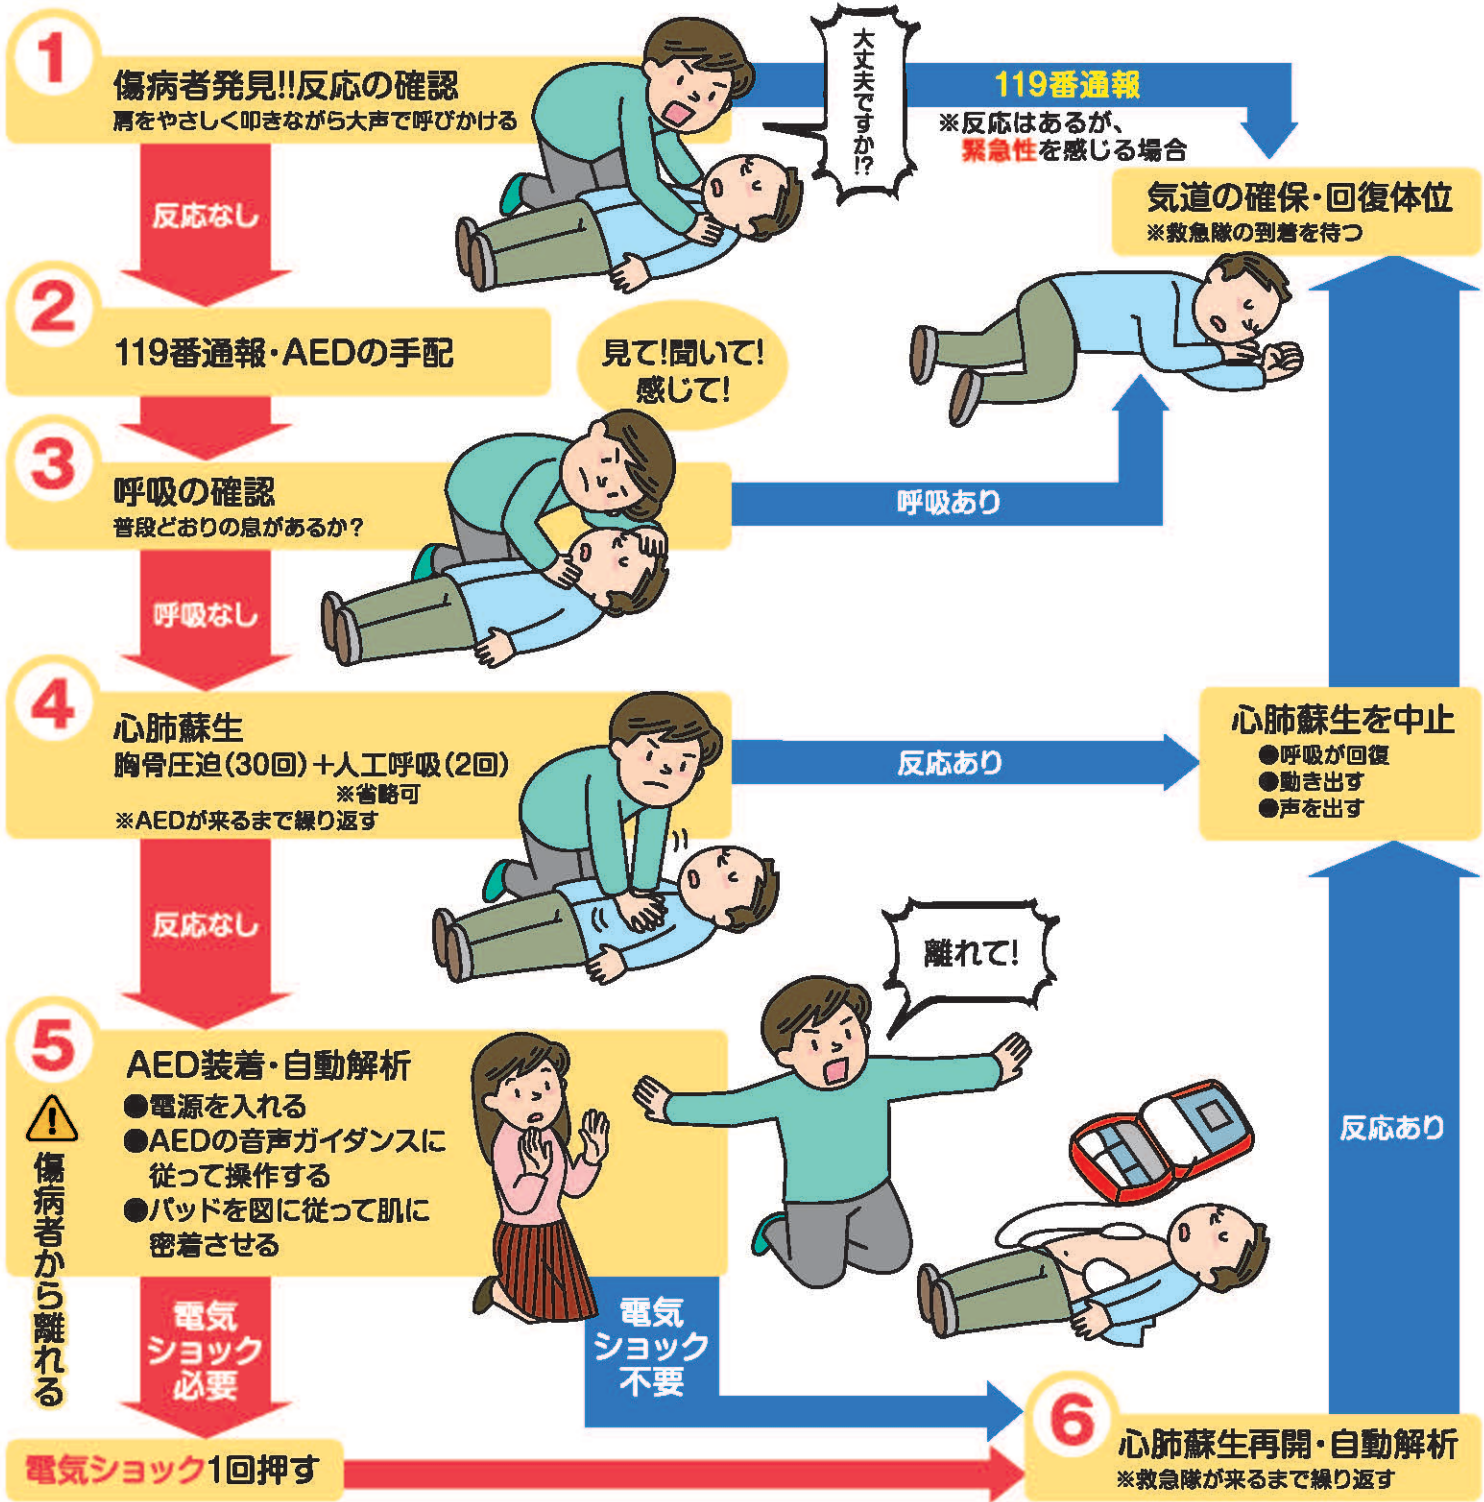 1
傷病者発見!!反応の確認
肩をやさしく叩きながら大声で呼びかける
大丈夫ですか!?
119番通報
※反応はあるが、
緊急性を感じる場合
気道の確保・回復体位
※救急隊の到着を待つ
反応なし
2
119番通報・AEDの手配
見て!聞いて!
感じて!
3
呼吸の確認
普段どおりの息があるか?
呼吸あり
呼吸なし
4
心肺蘇生
胸骨圧迫(30回)+人工呼吸(2回)
※省略可
※AEDが来るまで繰り返す
反応あり
心肺蘇生を中止
●呼吸が回復
●動き出す
●声を出す
反応なし
離れて!
5
AED装着・自動解析
●電源を入れる
●AEDの音声ガイダンスに
従って操作する
●パッドを図に従って肌に
密着させる
傷病者から離れる
反応あり
電気
ショック
必要
電気
ショック
不要
電気ショック1回押す
6
心肺蘇生再開・自動解析
※救急隊が来るまで繰り返す